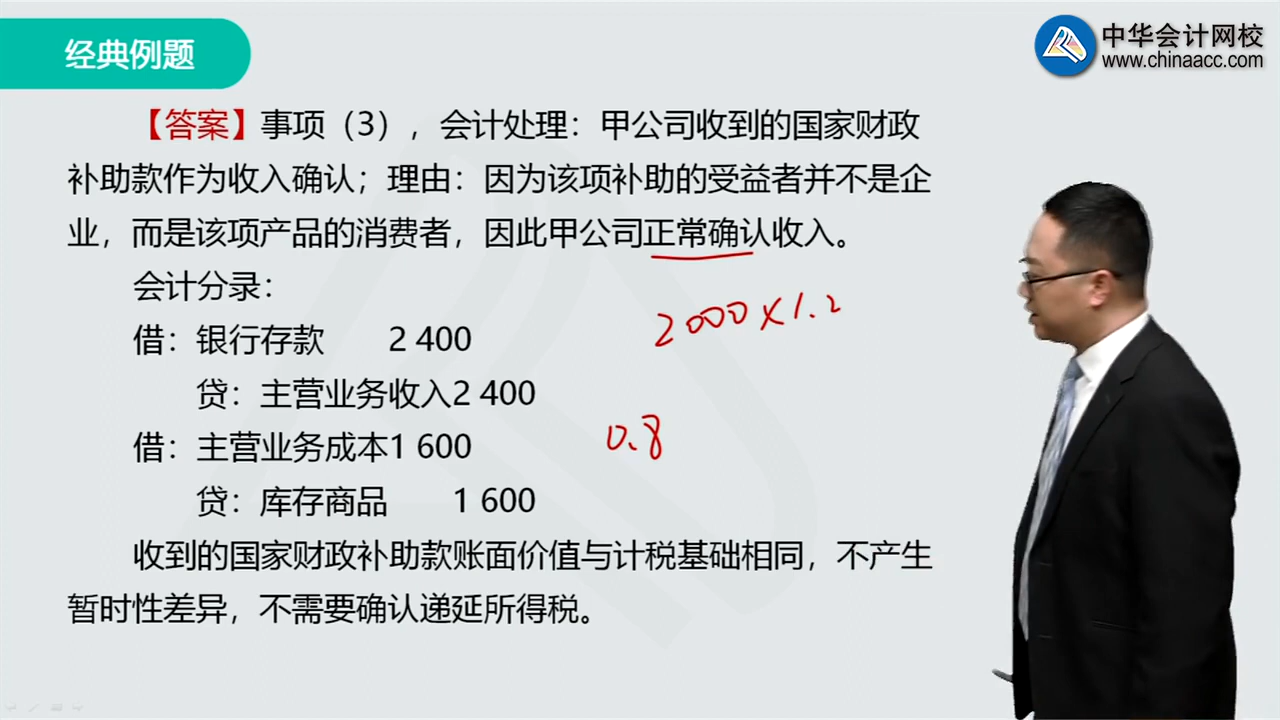 经典例题
中华会计网校
www.chinaacc.com
【答案】事项（3），会计处理：甲公司收到的国家财政
补助款作为收入确认；理由：因为该项补助的受益者并不是企
业，而是该项产品的消费者，因此甲公司正常确认收入。
会计分录：
2000×1.2
借：银行存款 2 400
贷：主营业务收入2 400
借：主营业务成本1 600
0.8
贷：库存商品 1 600
收到的国家财政补助款账面价值与计税基础相同，不产生
暂时性差异，不需要确认递延所得税。